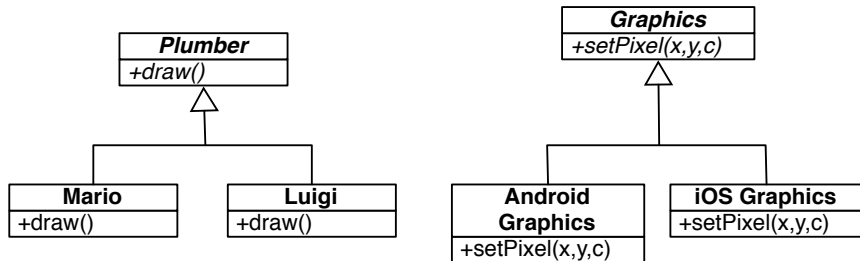 Plumber
+draw()
Mario
+draw()
Luigi
+draw()
Graphics
+setPixel(x,y,c)
Android
Graphics
+setPixel(x,y,c)
iOS Graphics
+setPixel(x,y,c)